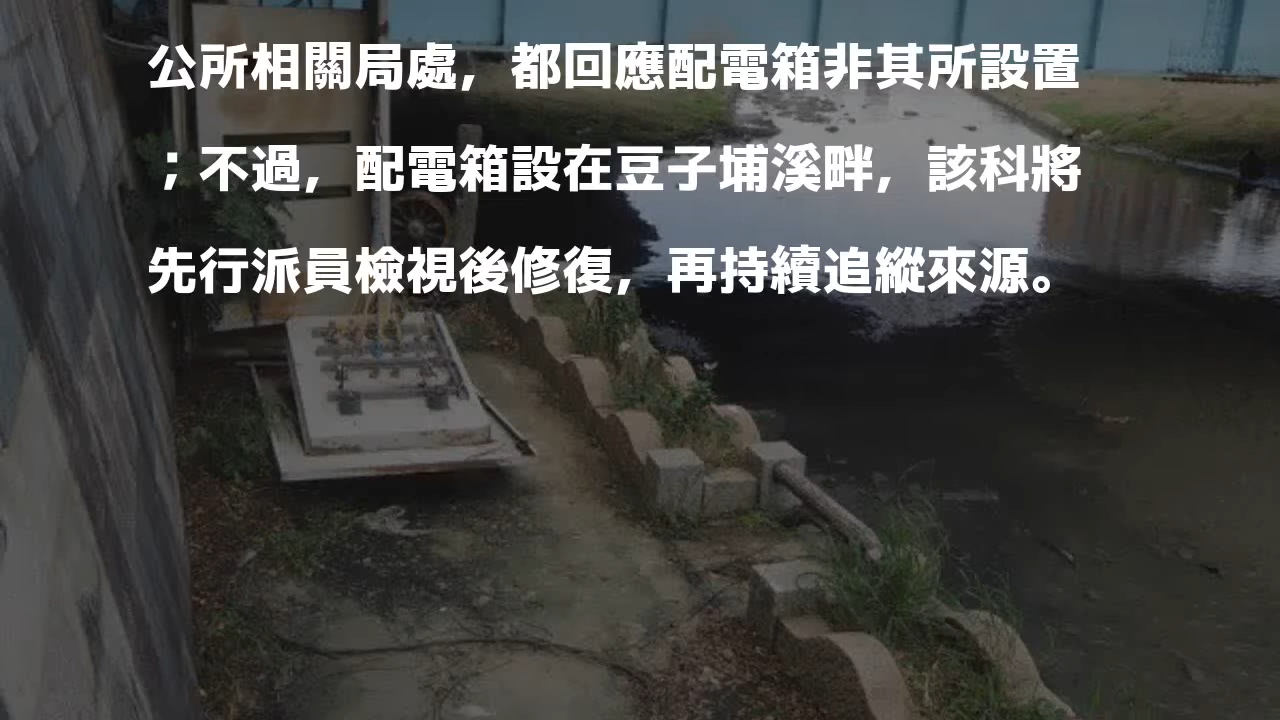 公所相關局處，都回應配電箱非其所設置
；不過，配電箱設在豆子埔溪畔，該科將
先行派員檢視後修復，再持續追縱來源。